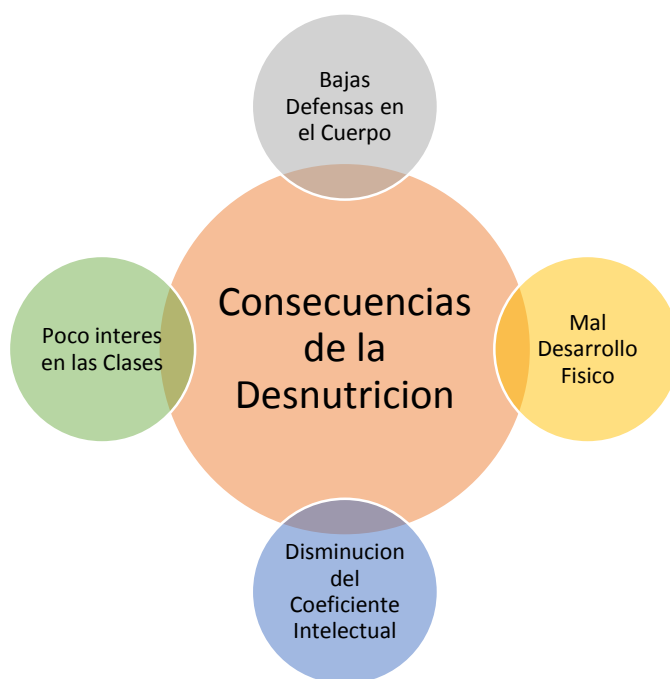 Bajas
Defensas en
el Cuerpo
Consecuencias
de la
Desnutricion
Poco interes
en las Clases
Mal
Desarrollo
Fisico
Disminucion
del
Coeficiente
Intelectual